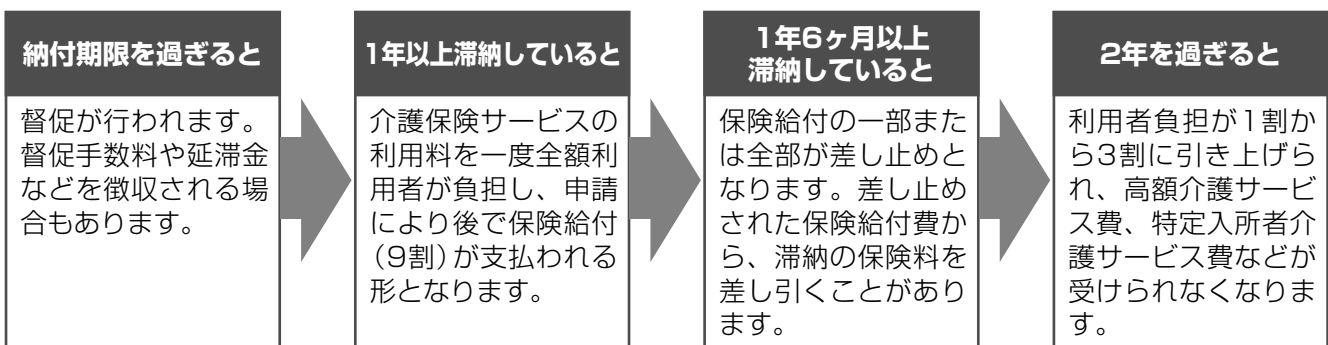 納付期限を過ぎると
督促が行われます。
督促手数料や延滞金
などを徴収される場
合もあります。
1年以上滞納していると
介護保険サービスの
利用料を一度全額利
用者が負担し、申請
により後で保険給付
（9割）が支払われる
形となります。
1年6ヶ月以上
滞納していると
保険給付の一部また
は全部が差し止めと
なります。差し止め
された保険給付費か
ら、滞納の保険料を
差し引くことがあり
ます。
2年を過ぎると
利用者負担が1割か
ら3割に引き上げら
れ、高額介護サービ
ス費、特定入所者介
護サービス費などが
受けられなくなりま
す。